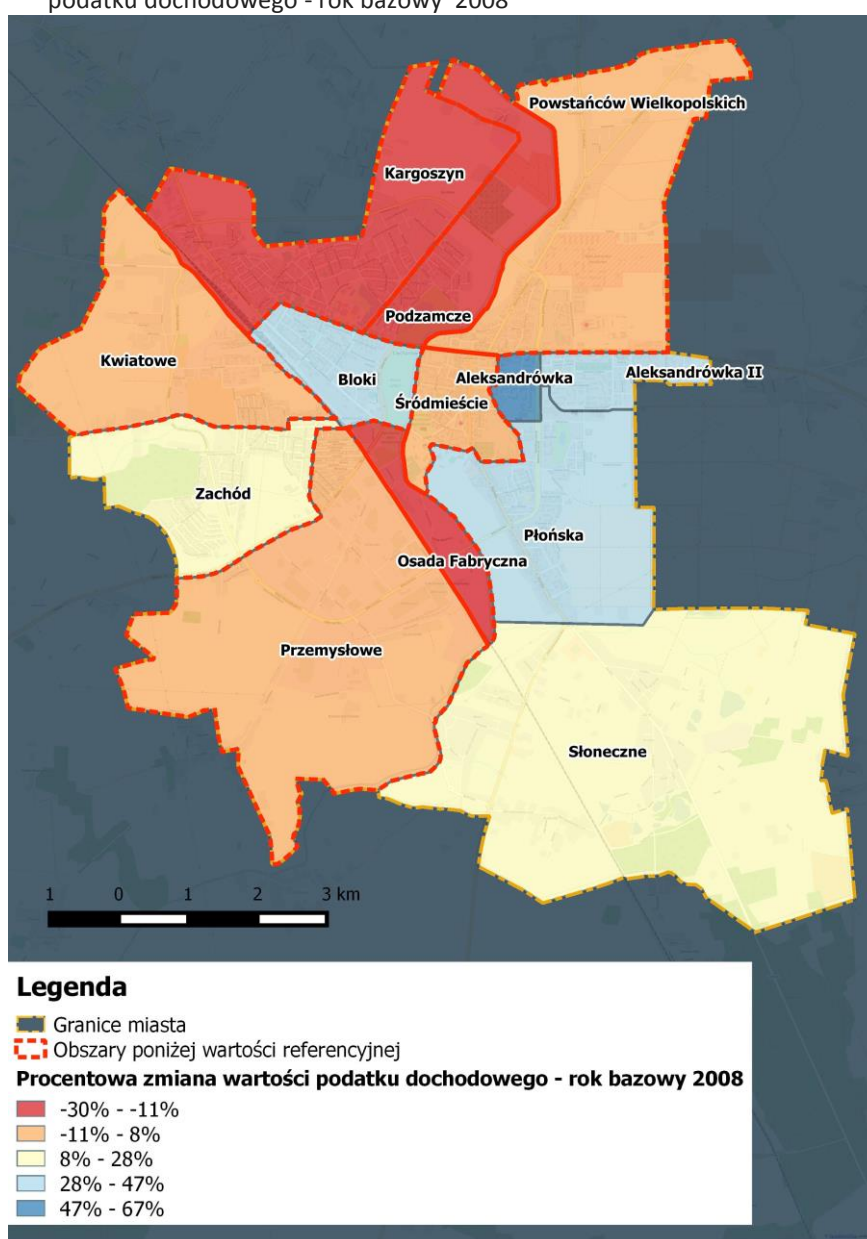 podatku dochodowego - rok bazowy 2008
Powstańców Wielkopolskich
Kargoszyn
Podzamcze
Kwiatowe
Bloki
Aleksandrówka
Aleksandrówka II
Śródmieście
Zachód
Płońska
Osada Fabryczna
Przemysłowe
Słoneczne
1 0 1 2 3 km
Legenda
Granice miasta
Obszary poniżej wartości referencyjnej
Procentowa zmiana wartości podatku dochodowego - rok bazowy 2008
-30% - -11%
-11% - 8%
8% - 28%
28% - 47%
47% - 67%